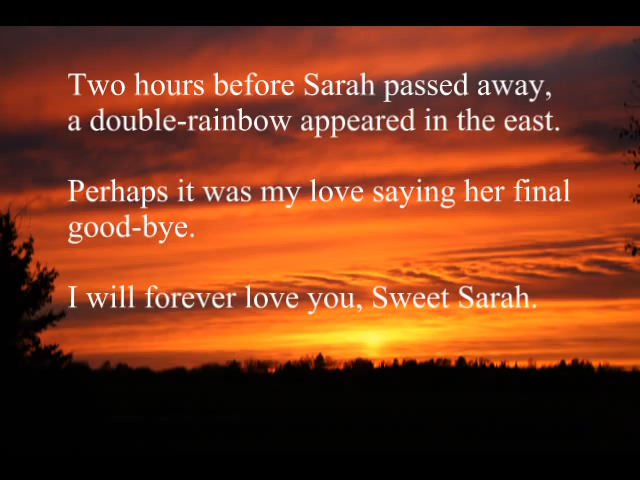 Two hours before Sarah passed away,
a double-rainbow appeared in the east.
Perhaps it was my love saying her final
good-bye.
I will forever love you, Sweet Sarah.